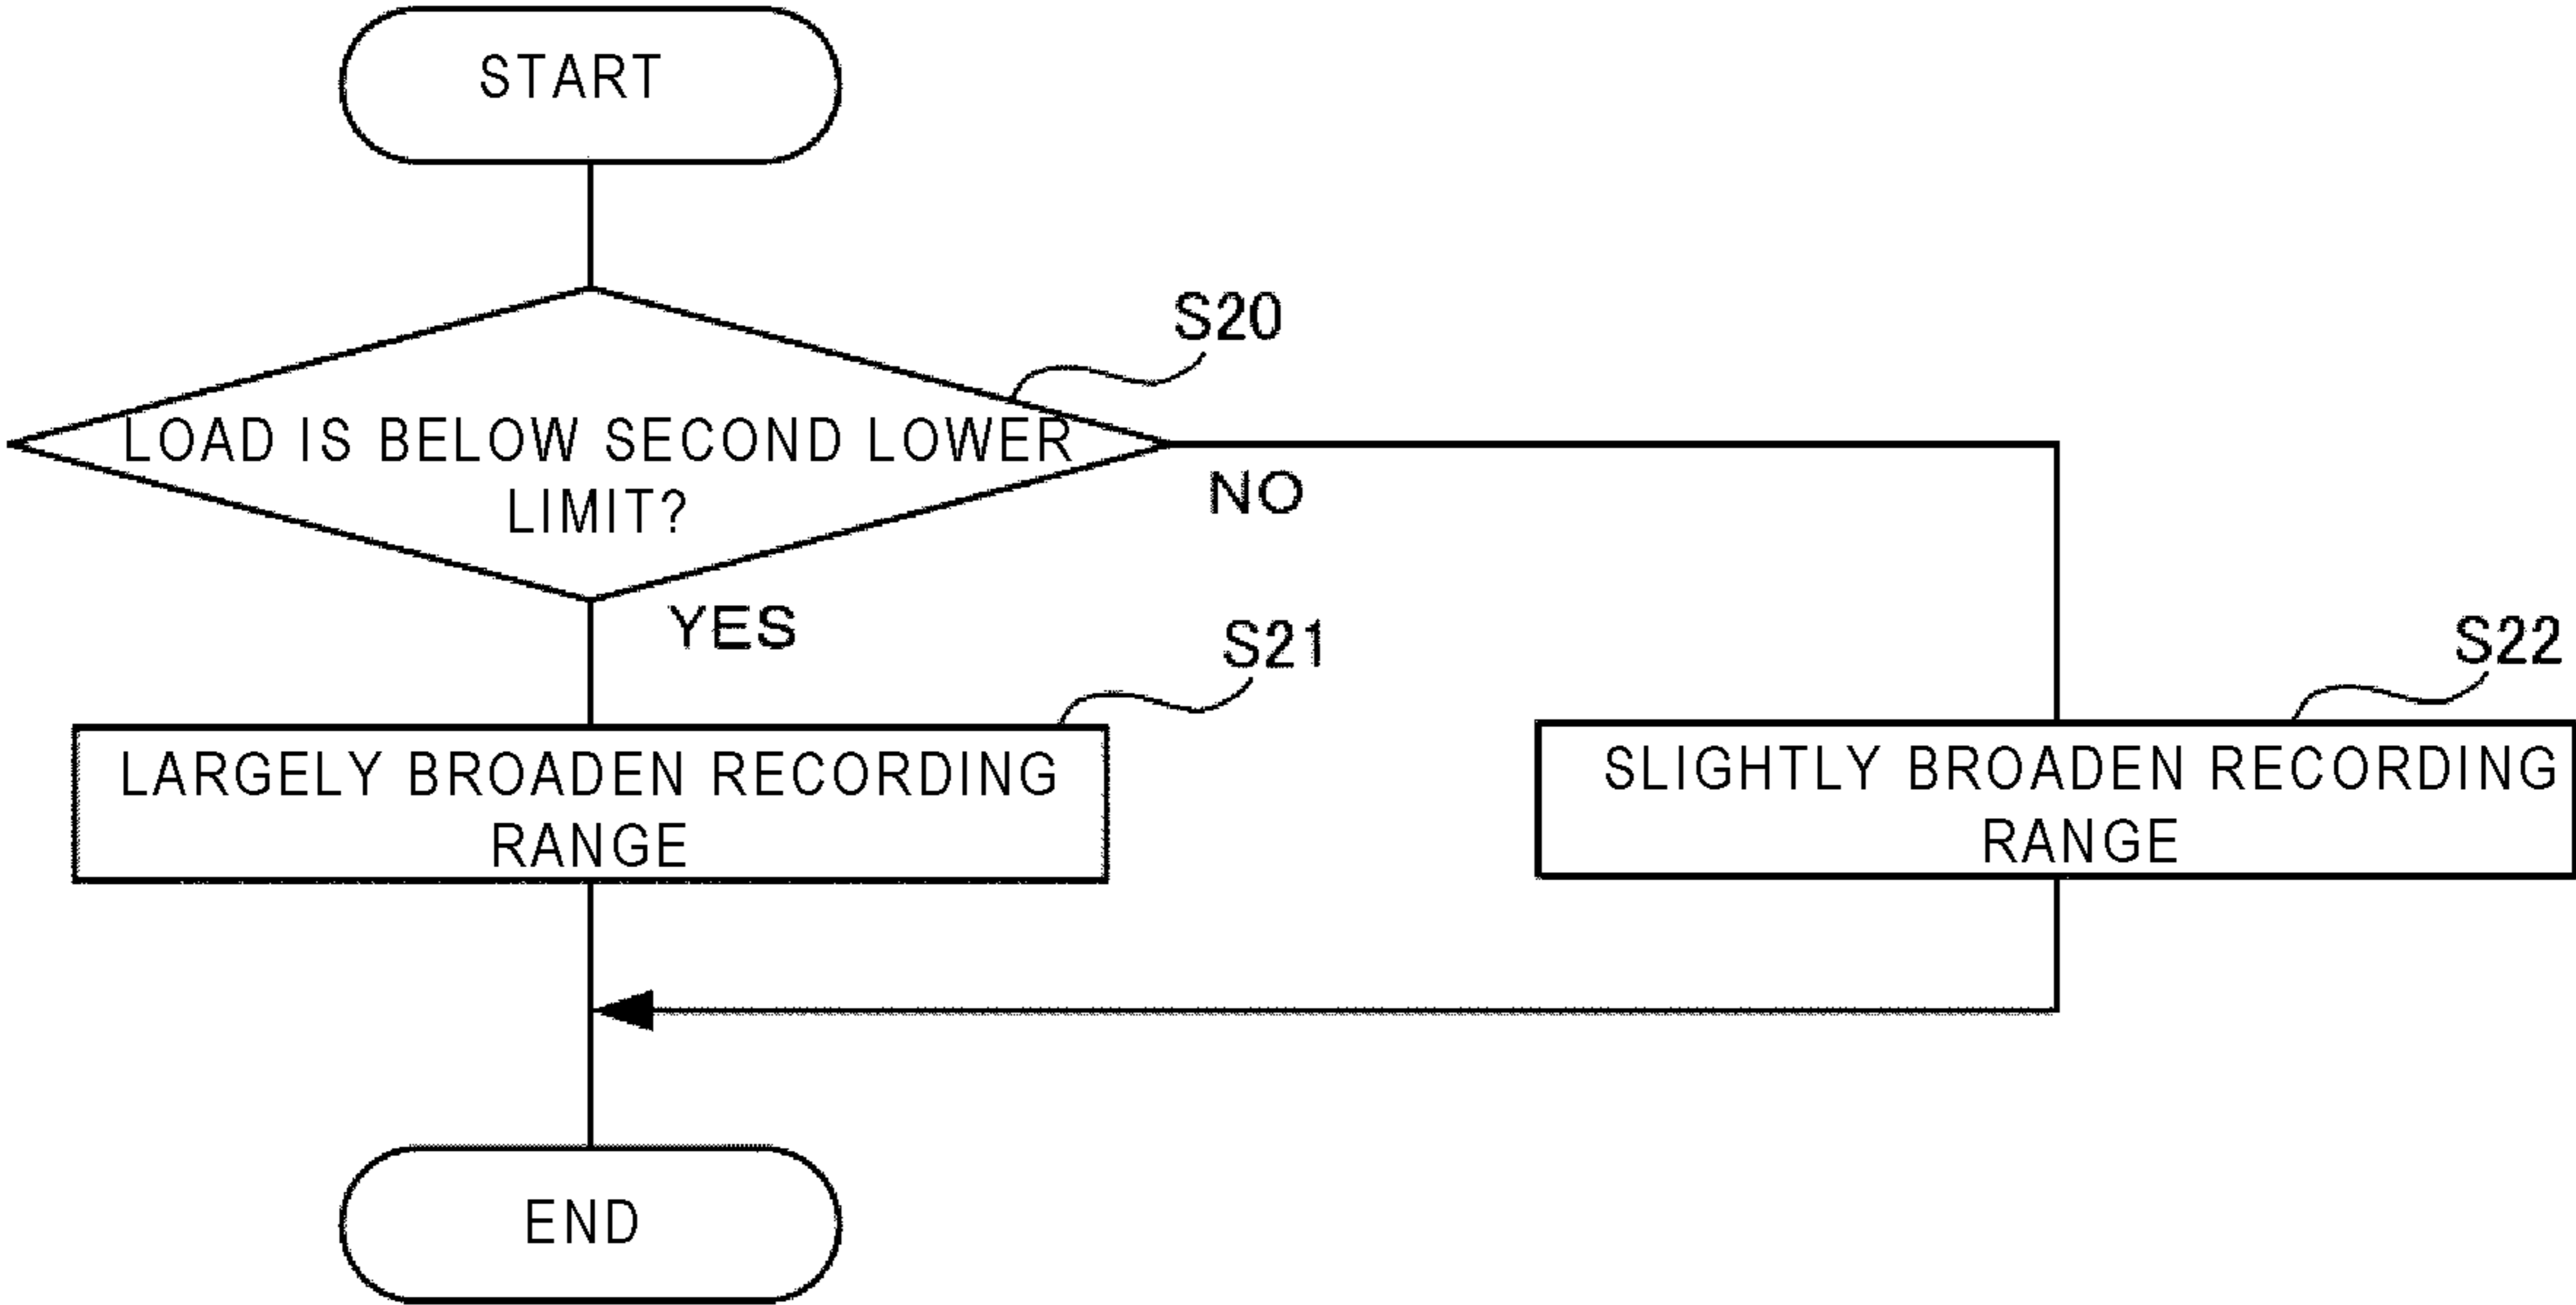 START
S20
LOAD IS BELOW SECOND LOWER
LIMIT?
NO
YES
S21
LARGELY BROADEN RECORDING
RANGE
S22
SLIGHTLY BROADEN RECORDING
RANGE
END